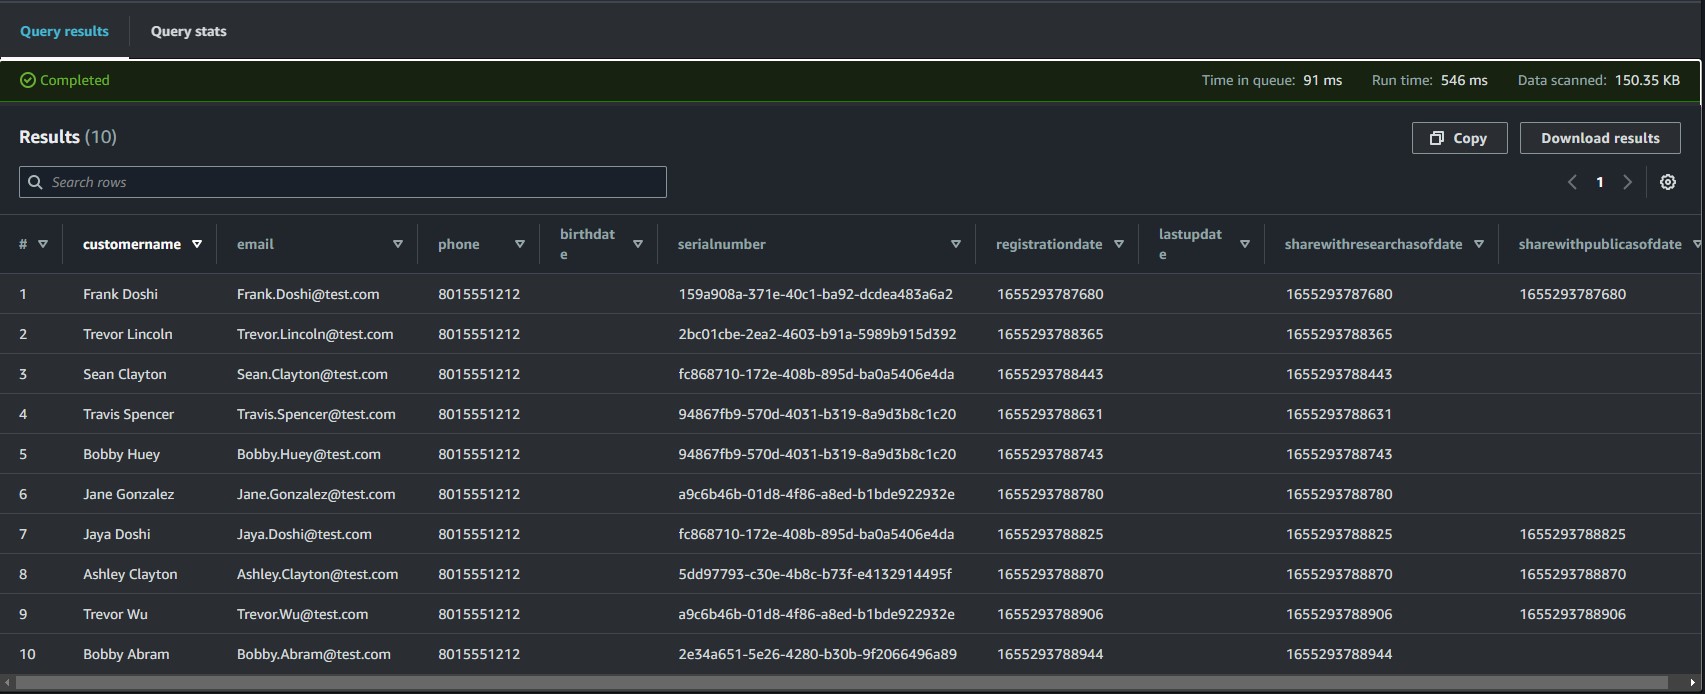 Query results Query stats
Completed Time in queue: 91 ms Run time: 546 ms Data scanned: 150.35 KB
Results (10) Copy Download results
Search rows 1
# customername email phone birthdat
e serialnumber registrationdate lastupdat
e sharewithresearchasofdate sharewithpublicasofdate
1 Frank Doshi Frank.Doshi@test.com 8015551212 159a908a-371e-40c1-ba92-dcdea483a6a2 1655293787680 1655293787680 1655293787680
2 Trevor Lincoln Trevor.Lincoln@test.com 8015551212 2bc01cbe-2ea2-4603-b91a-5989b915d392 1655293788365 1655293788365
3 Sean Clayton Sean.Clayton@test.com 8015551212 fc868710-172e-408b-895d-ba0a5406e4da 1655293788443 1655293788443
4 Travis Spencer Travis.Spencer@test.com 8015551212 94867fb9-570d-4031-b319-8a9d3b8c1c20 1655293788631 1655293788631
5 Bobby Huey Bobby.Huey@test.com 8015551212 94867fb9-570d-4031-b319-8a9d3b8c1c20 1655293788743 1655293788743
6 Jane Gonzalez Jane.Gonzalez@test.com 8015551212 a9c6b46b-01d8-4f86-a8ed-b1bde922932e 1655293788780 1655293788780
7 Jaya Doshi Jaya.Doshi@test.com 8015551212 fc868710-172e-408b-895d-ba0a5406e4da 1655293788825 1655293788825 1655293788825
8 Ashley Clayton Ashley.Clayton@test.com 8015551212 5dd97793-c30e-4b8c-b73f-e4132914495f 1655293788870 1655293788870 1655293788870
9 Trevor Wu Trevor.Wu@test.com 8015551212 a9c6b46b-01d8-4f86-a8ed-b1bde922932e 1655293788906 1655293788906 1655293788906
10 Bobby Abram Bobby.Abram@test.com 8015551212 2e34a651-5e26-4280-b30b-9f2066496a89 1655293788944 1655293788944